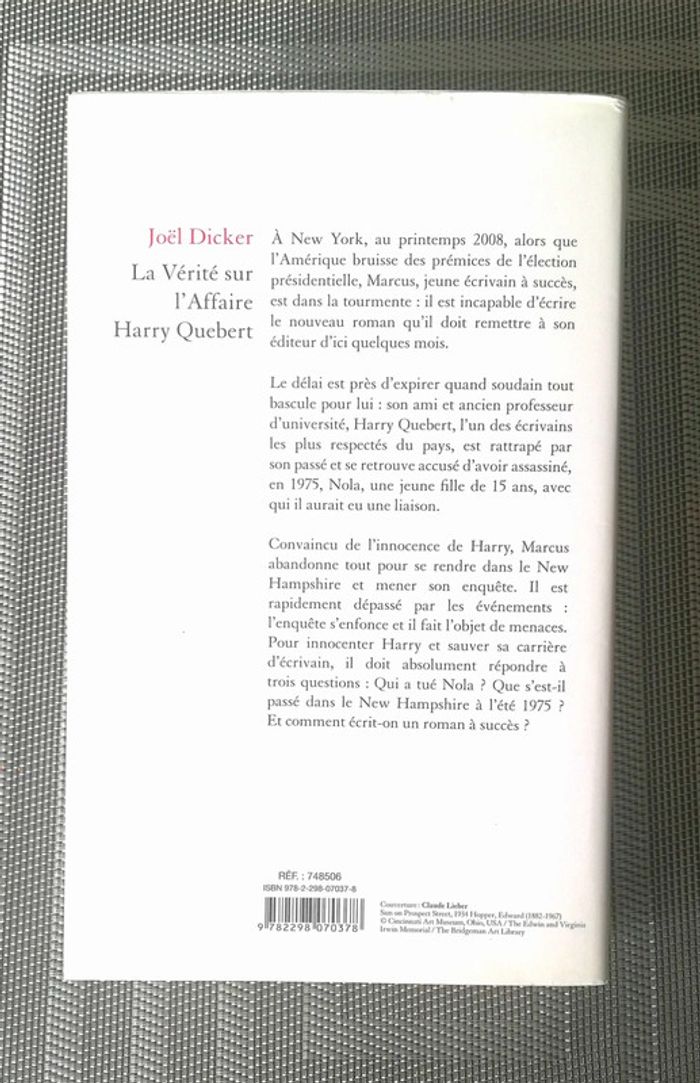 Joël Dicker
La Vérité sur
l'Affaire
Harry Quebert
À New York, au printemps 2008, alors que
l'Amérique bruisse des prémices de l'élection
présidentielle, Marcus, jeune écrivain à succès,
est dans la tourmente : il est incapable d'écrire
le nouveau roman qu'il doit remettre à son
éditeur d'ici quelques mois.
Le délai est près d'expirer quand soudain tout
bascule pour lui : son ami et ancien professeur
d'université, Harry Quebert, l'un des écrivains
les plus respectés du pays, est rattrapé par
son passé et se retrouve accusé d'avoir assassiné,
en 1975, Nola, une jeune fille de 15 ans, avec
qui il aurait eu une liaison.
Convaincu de l'innocence de Harry, Marcus
abandonne tout pour se rendre dans le New
Hampshire et mener son enquête. Il est
rapidement dépassé par les événements :
l'enquête s'enfonce et il fait l'objet de menaces.
Pour innocenter Harry et sauver sa carrière
d'écrivain, il doit absolument répondre à
trois questions : Qui a tué Nola ? Que s'est-il
passé dans le New Hampshire à l'été 1975 ?
Et comment écrit-on un roman à succès ?
RÉF. : 748506
ISBN 978-2-298-07037-8
9 782298 070378
Couverture : Claude Lieber
Sun on Prospect Street, 1934 Hopper, Edward (1882-1967)
© Cincinnati Art Museum, Ohio, USA / The Edwin and Virginia
Irwin Memorial / The Bridgeman Art Library